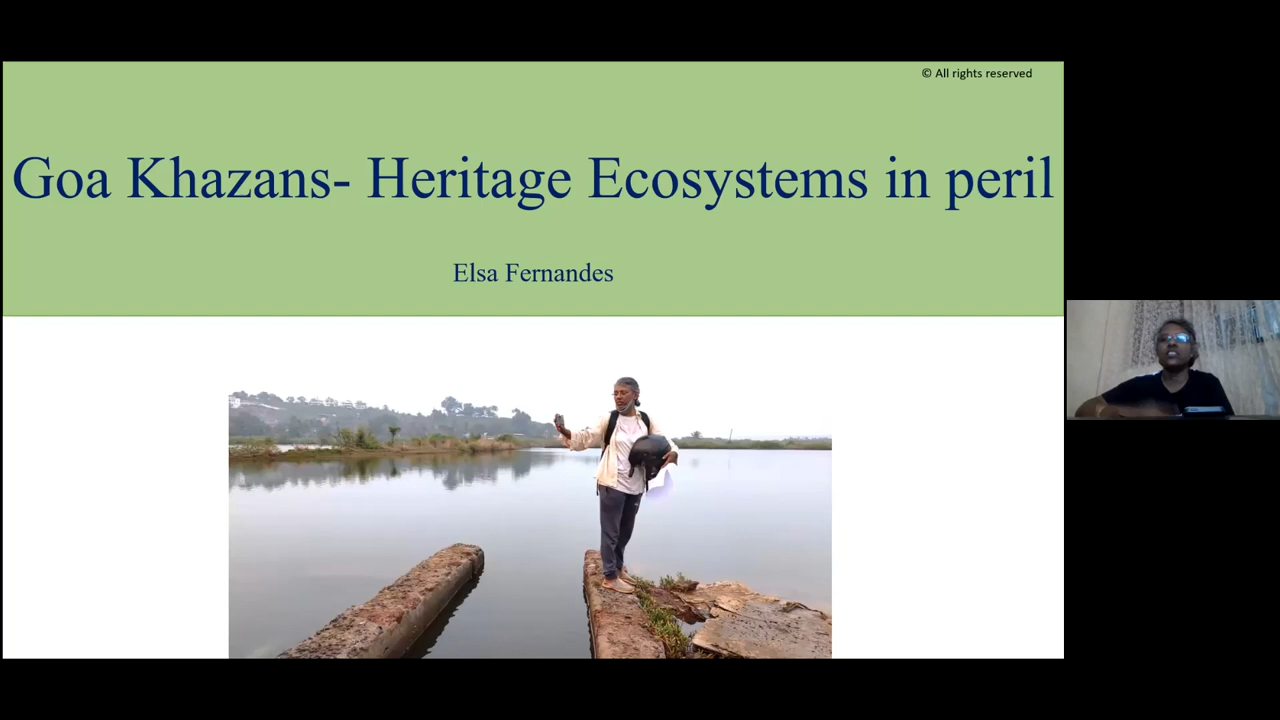 © All rights reserved
Goa Khazans- Heritage Ecosystems in peril
Elsa Fernandes